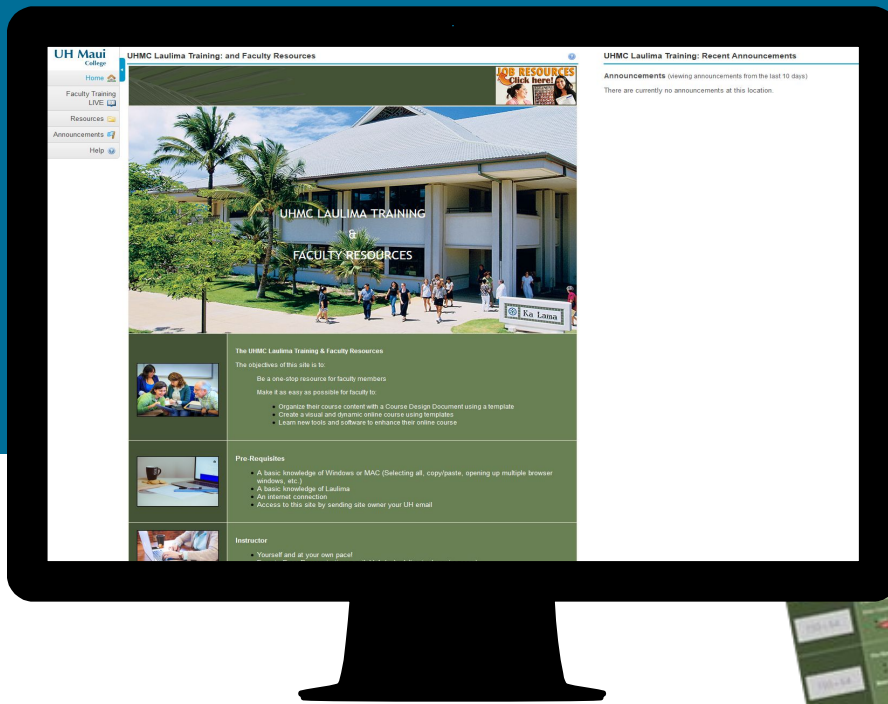 UH Maui
College
Home
Faculty Training
LIVE
Resources
Announcements
Help
UHMC Laulima Training: and Faculty Resources
JOB RESOURCES
Click here!
UHMC LAULIMA TRAINING
&
FACULTY RESOURCES
Ka Lama
The UHMC Laulima Training & Faculty Resources
The objectives of this site is to:
Be a one-stop resource for faculty members
Make it as easy as possible for faculty to:
Organize their course content with a Course Design Document using a template
Create a visual and dynamic online course using templates
Learn new tools and software to enhance their online course
Pre-Requisites
A basic knowledge of Windows or MAC (Selecting all, copy/paste, opening up multiple browser
windows, etc.)
A basic knowledge of Laulima
An internet connection
Access to this site by sending site owner your UH email
Instructor
Yourself and at your own pace!
UHMC Laulima Training: Recent Announcements
Announcements (viewing announcements from the last 10 days)
There are currently no announcements at this location.